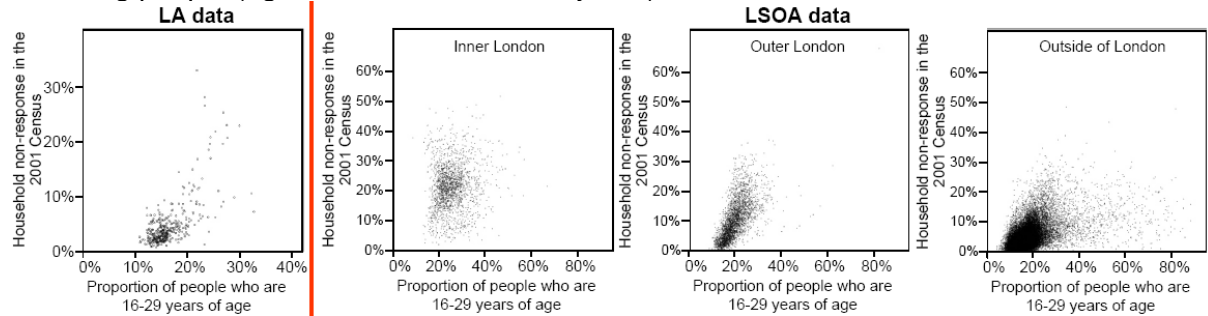 LA data
LSOA data
Household non-response in the
2001 Census
30%
20%
10%
0%
0% 10% 20% 30% 40%
Proportion of people who are
16-29 years of age
Inner London
Household non-response in the
2001 Census
60%
50%
40%
30%
20%
10%
0%
0% 20% 40% 60% 80%
Proportion of people who are
16-29 years of age
Outer London
Household non-response in the
2001 Census
60%
50%
40%
30%
20%
10%
0%
0% 20% 40% 60% 80%
Proportion of people who are
16-29 years of age
Outside of London
Household non-response in the
2001 Census
60%
50%
40%
30%
20%
10%
0%
0% 20% 40% 60% 80%
Proportion of people who are
16-29 years of age